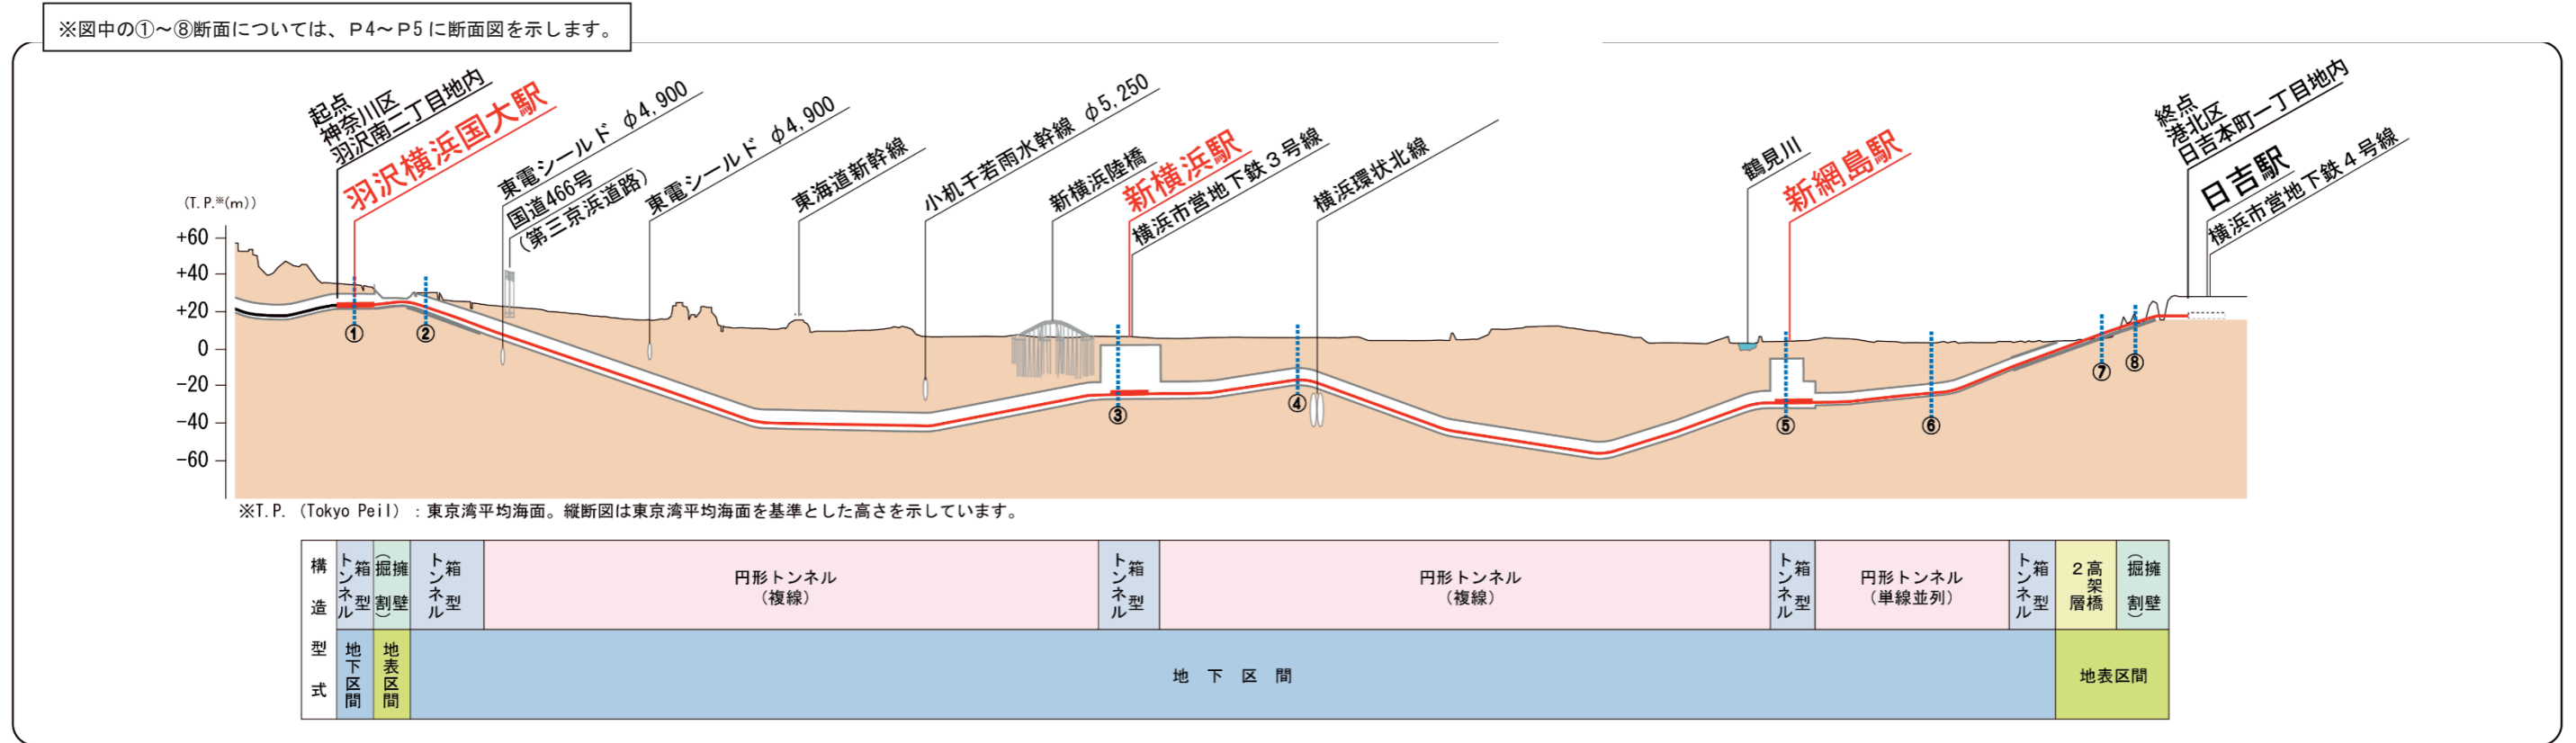 ※図中の①～⑧断面については、P4～P5に断面図を示します。
起点
神奈川区
羽沢南二丁目地内
羽沢横浜国大駅
東電シールド φ4,900
国道466号
(第三京浜道路)
東電シールド φ4,900
東海道新幹線
小机千若雨水幹線 φ5,250
新横浜陸橋
新横浜駅
横浜市営地下鉄３号線
横浜環状北線
鶴見川
新綱島駅
終点
港北区
日吉本町一丁目地内
日吉駅
横浜市営地下鉄４号線
(T.P.※(m))
+60
+40
+20
0
-20
-40
-60
①
②
③
④
⑤
⑥
⑦
⑧
※T.P. (Tokyo Peil) : 東京湾平均海面。縦断図は東京湾平均海面を基準とした高さを示しています。
構造型式
箱型トンネル
擁壁(掘割)
箱型トンネル
円形トンネル
(複線)
箱型トンネル
円形トンネル
(複線)
箱型トンネル
円形トンネル
(単線並列)
箱型トンネル
高架橋２層
擁壁(掘割)
地下区間
地表区間
地下区間
地表区間